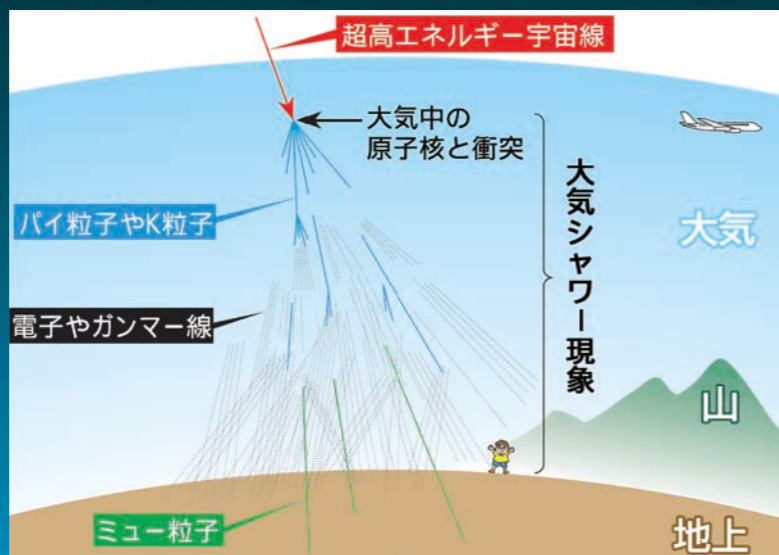 超高エネルギー宇宙線
大気中の
原子核と衝突
大気シャワー現象
大気
パイ粒子やK粒子
電子やガンマー線
山
ミュー粒子
地上